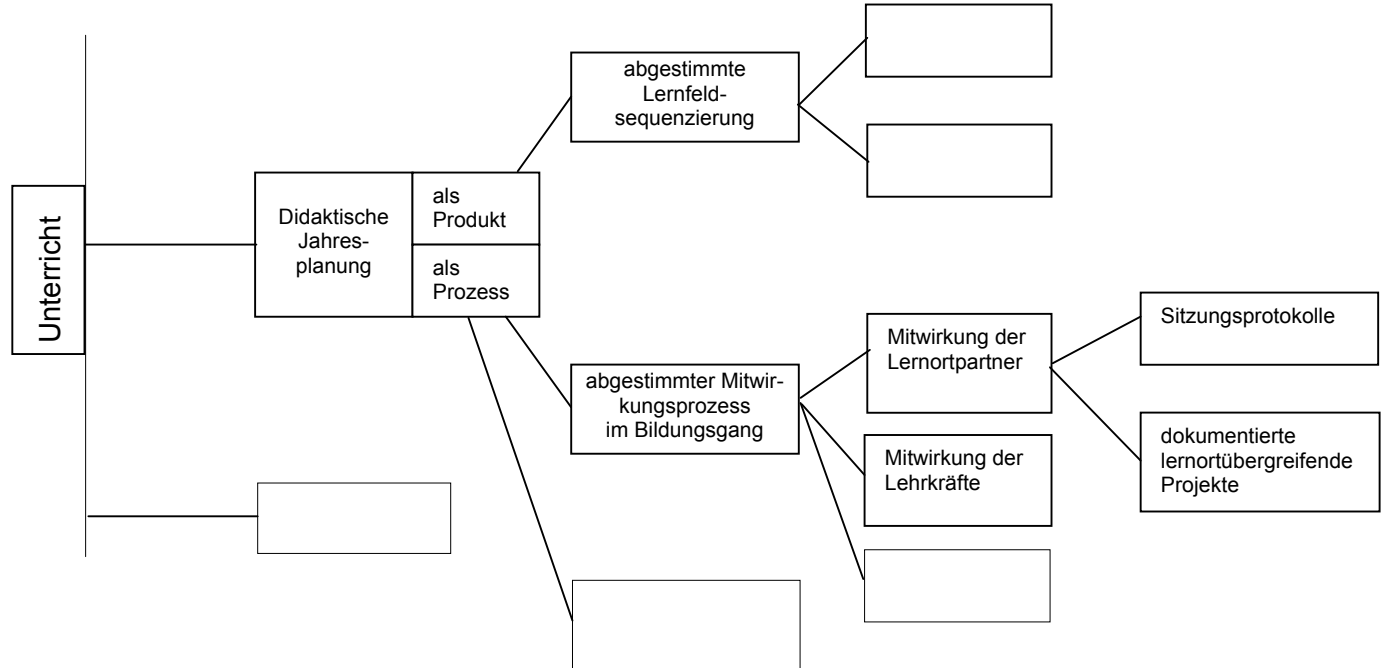 Unterricht
Didaktische
Jahres-
planung
als
Produkt
als
Prozess
abgestimmte
Lernfeld-
sequenzierung
abgestimmter Mitwir-
kungsprozess
im Bildungsgang
Mitwirkung der
Lernortpartner
Mitwirkung der
Lehrkräfte
Sitzungsprotokolle
dokumentierte
lernortübergreifende
Projekte